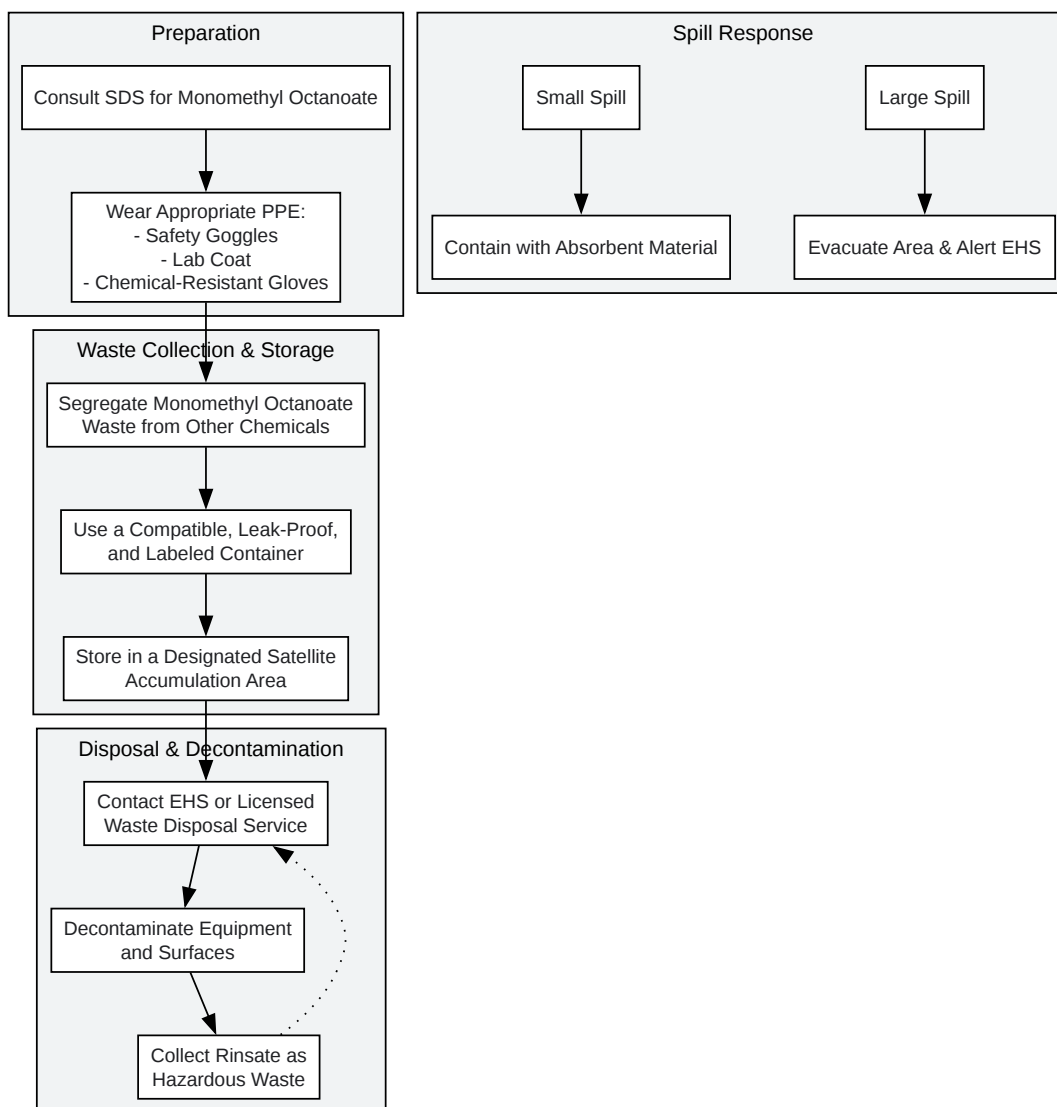 Preparation
Consult SDS for Monomethyl Octanoate
Wear Appropriate PPE:
- Safety Goggles
- Lab Coat
- Chemical-Resistant Gloves
Waste Collection & Storage
Segregate Monomethyl Octanoate
Waste from Other Chemicals
Use a Compatible, Leak-Proof,
and Labeled Container
Store in a Designated Satellite
Accumulation Area
Disposal & Decontamination
Contact EHS or Licensed
Waste Disposal Service
Decontaminate Equipment
and Surfaces
Collect Rinsate as
Hazardous Waste
Spill Response
Small Spill
Contain with Absorbent Material
Large Spill
Evacuate Area & Alert EHS